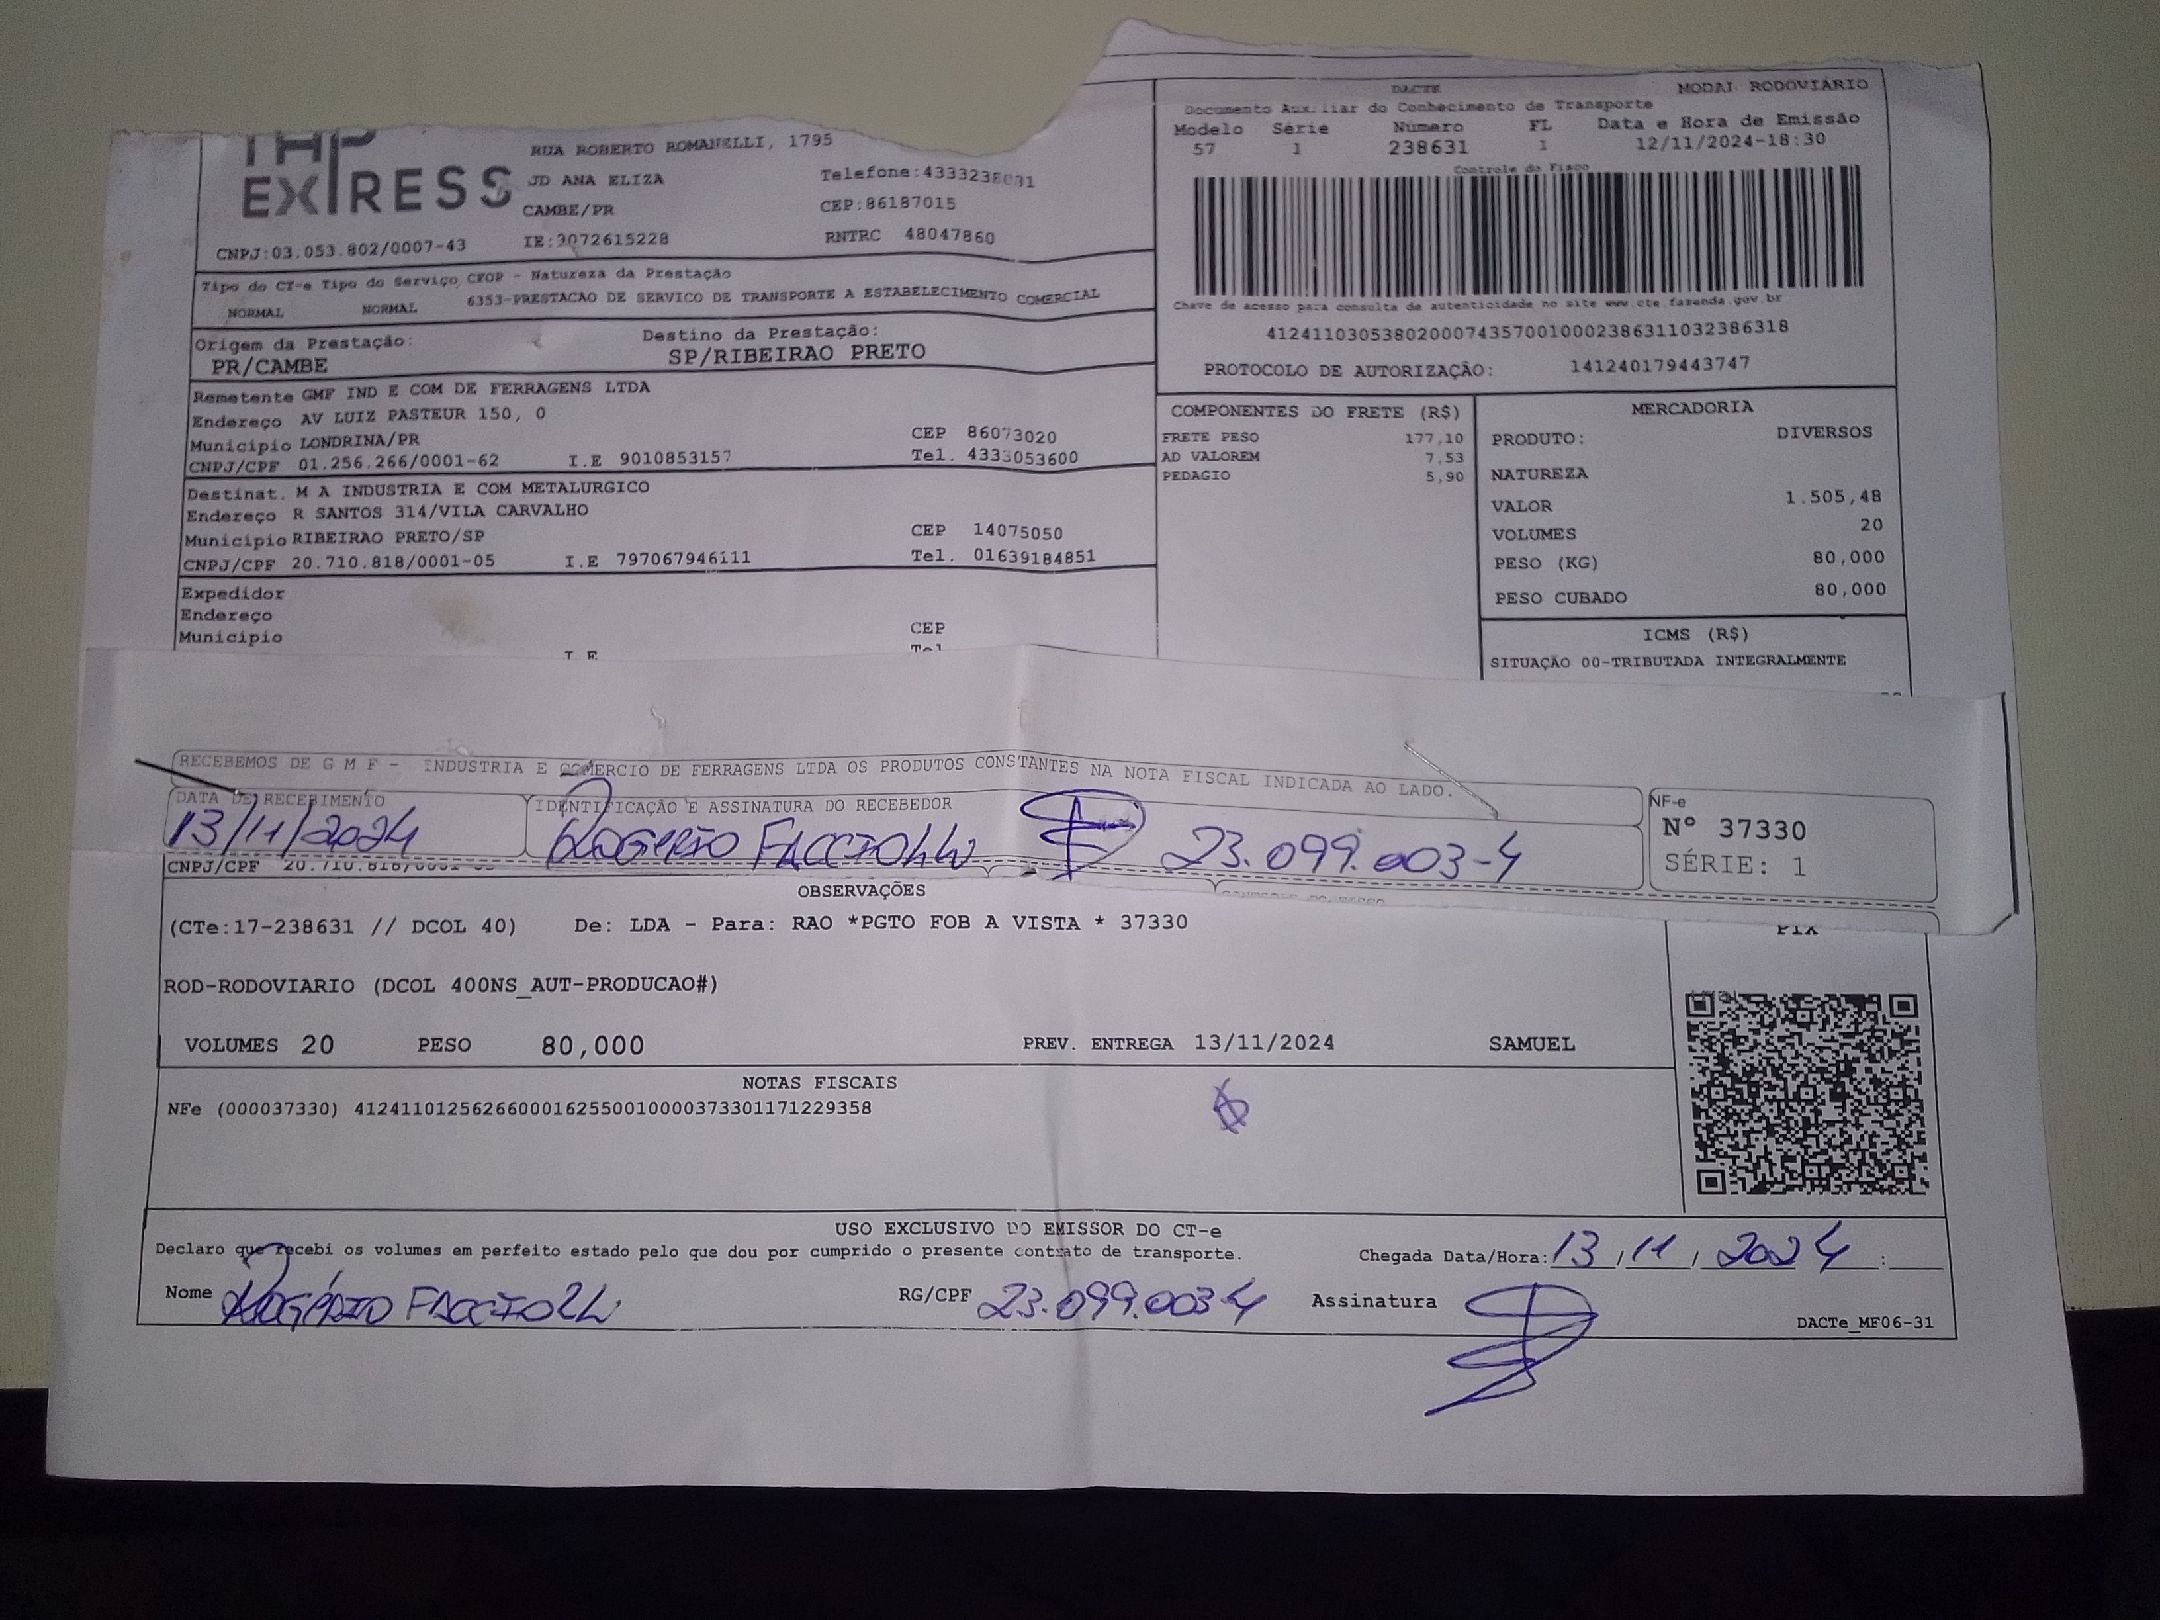 DACTE
MODAL RODOVIÁRIO
Documento Auxiliar do Conhecimento de Transporte
Modelo Série Número FL Data e Hora de Emissão
57 1 238631 1 12/11/2024-18:30
Controle do Fisco
EXPRESS
RUA ROBERTO ROMANELLI, 1795
JD ANA ELIZA
CAMBE/PR
CEP:86187015
CNPJ:03.053.802/0007-43
IE:9072615228
RNTRC 48047860
Tipo do CT-e Tipo do Serviço CFOP - Natureza da Prestação
NORMAL NORMAL 6353-PRESTACAO DE SERVICO DE TRANSPORTE A ESTABELECIMENTO COMERCIAL
Chave de acesso para consulta de autenticidade no site www.cte.fazenda.gov.br
41241103053802000743570010002386311032386318
PROTOCOLO DE AUTORIZAÇÃO: 141240179443747
Origem da Prestação: Destino da Prestação:
PR/CAMBE SP/RIBEIRAO PRETO
Remetente GMF IND E COM DE FERRAGENS LTDA
Endereço AV LUIZ PASTEUR 150, 0
Município LONDRINA/PR CEP 86073020
CNPJ/CPF 01.256.266/0001-62 I.E 9010853157 Tel. 4333053600
Destinat. M A INDUSTRIA E COM METALURGICO
Endereço R SANTOS 314/VILA CARVALHO
Município RIBEIRAO PRETO/SP CEP 14075050
CNPJ/CPF 20.710.818/0001-05 I.E 797067946111 Tel. 01639184851
Expedidor
Endereço
Município CEP
I.E Tel
COMPONENTES DO FRETE (R$)
FRETE PESO 177,10
AD VALOREM 7,53
PEDAGIO 5,90
MERCADORIA
PRODUTO: DIVERSOS
NATUREZA
VALOR 1.505,48
VOLUMES 20
PESO (KG) 80,000
PESO CUBADO 80,000
ICMS (R$)
SITUAÇÃO 00-TRIBUTADA INTEGRALMENTE
RECEBEMOS DE G M F - INDUSTRIA E COMERCIO DE FERRAGENS LTDA OS PRODUTOS CONSTANTES NA NOTA FISCAL INDICADA AO LADO.
DATA DE RECEBIMENTO IDENTIFICAÇÃO E ASSINATURA DO RECEBEDOR
13/11/2024 ROGÉRIO FACCIOLLI 23.099.003-4
NF-e
Nº 37330
SÉRIE: 1
CNPJ/CPF
OBSERVAÇÕES
(CTe:17-238631 // DCOL 40) De: LDA - Para: RAO *PGTO FOB A VISTA * 37330
PIX
ROD-RODOVIARIO (DCOL 400NS_AUT-PRODUCAO#)
VOLUMES 20 PESO 80,000 PREV. ENTREGA 13/11/2024 SAMUEL
NOTAS FISCAIS
NFe (000037330) 41241101256266000162550010000373301171229358
USO EXCLUSIVO DO EMISSOR DO CT-e
Declaro que recebi os volumes em perfeito estado pelo que dou por cumprido o presente contrato de transporte.
Chegada Data/Hora: 13/11/2024 :
Nome ROGÉRIO FACCIOLLI RG/CPF 23.099.003-4 Assinatura
DACTe_MF06-31